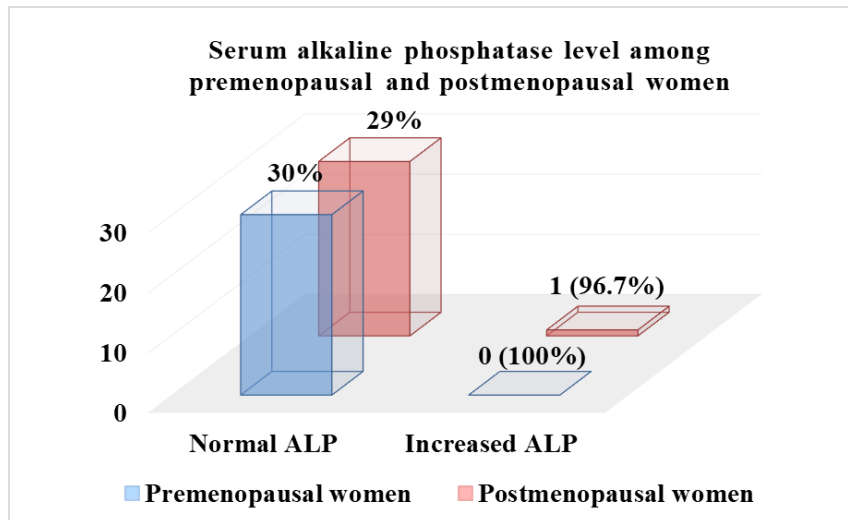 Serum alkaline phosphatase level among
premenopausal and postmenopausal women
29%
30%
30
20
10
0
1 (96.7%)
0 (100%)
Normal ALP
Increased ALP
Premenopausal women
Postmenopausal women